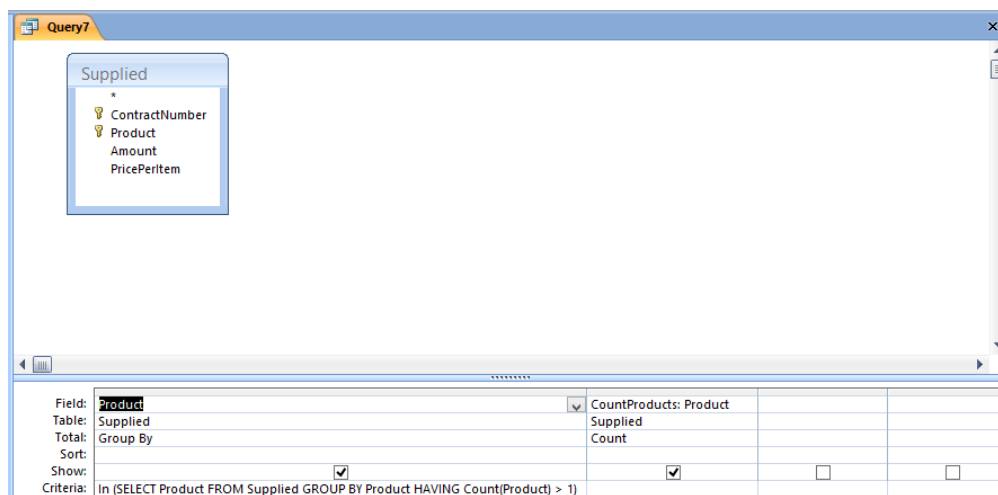 Query7
Supplied
*
ContractNumber
Product
Amount
PricePerItem
Field: Product CountProducts: Product
Table: Supplied Supplied
Total: Group By Count
Sort:
Show:
Criteria: In (SELECT Product FROM Supplied GROUP BY Product HAVING Count(Product) > 1)